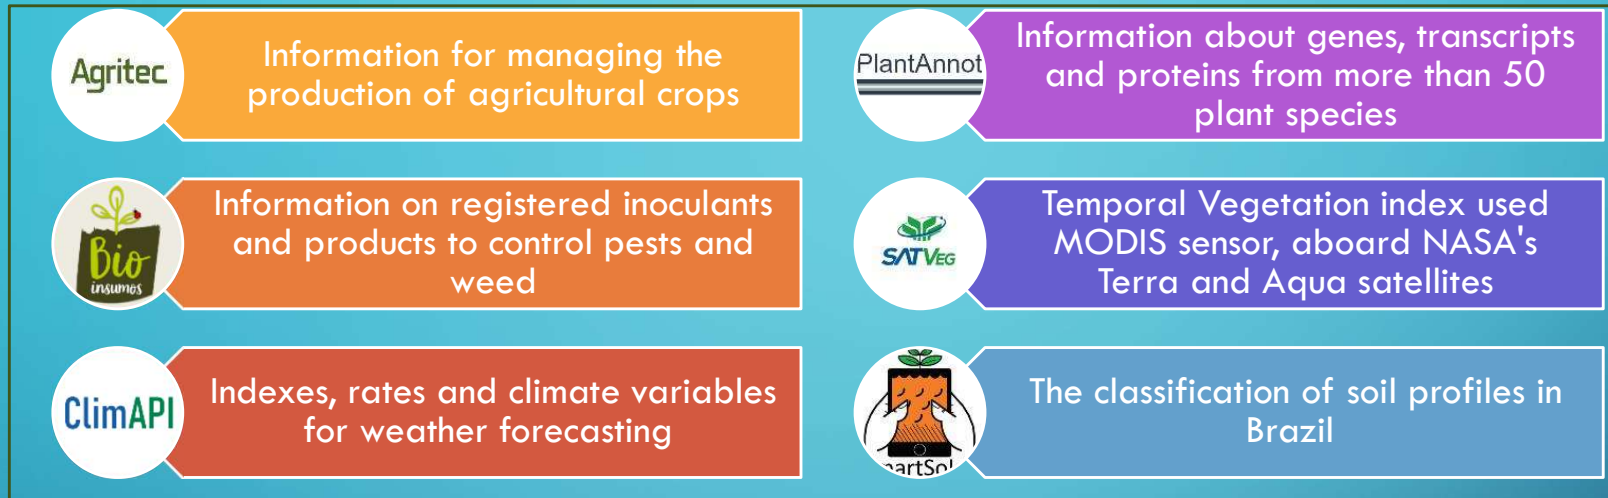 Agritec
Information for managing the
production of agricultural crops
Bio
insumos
Information on registered inoculants
and products to control pests and
weed
ClimAPI
Indexes, rates and climate variables
for weather forecasting
PlantAnnot
Information about genes, transcripts
and proteins from more than 50
plant species
SATVEG
Temporal Vegetation index used
MODIS sensor, aboard NASA's
Terra and Aqua satellites
artSol
The classification of soil profiles in
Brazil